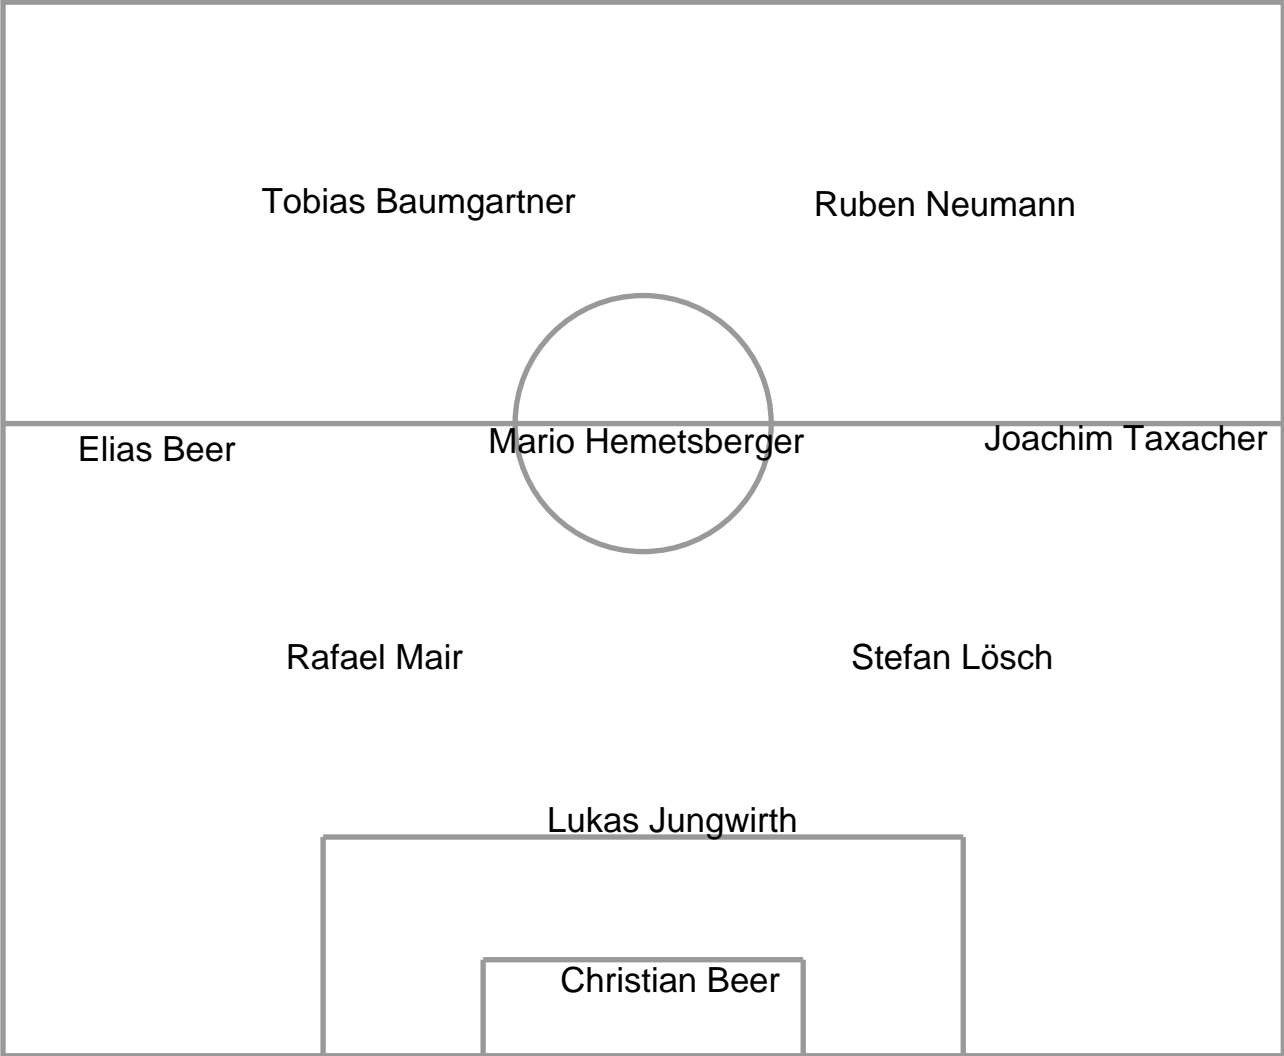 Tobias Baumgartner
Ruben Neumann
Elias Beer
Mario Hemetsberger
Joachim Taxacher
Rafael Mair
Stefan Lösch
Lukas Jungwirth
Christian Beer